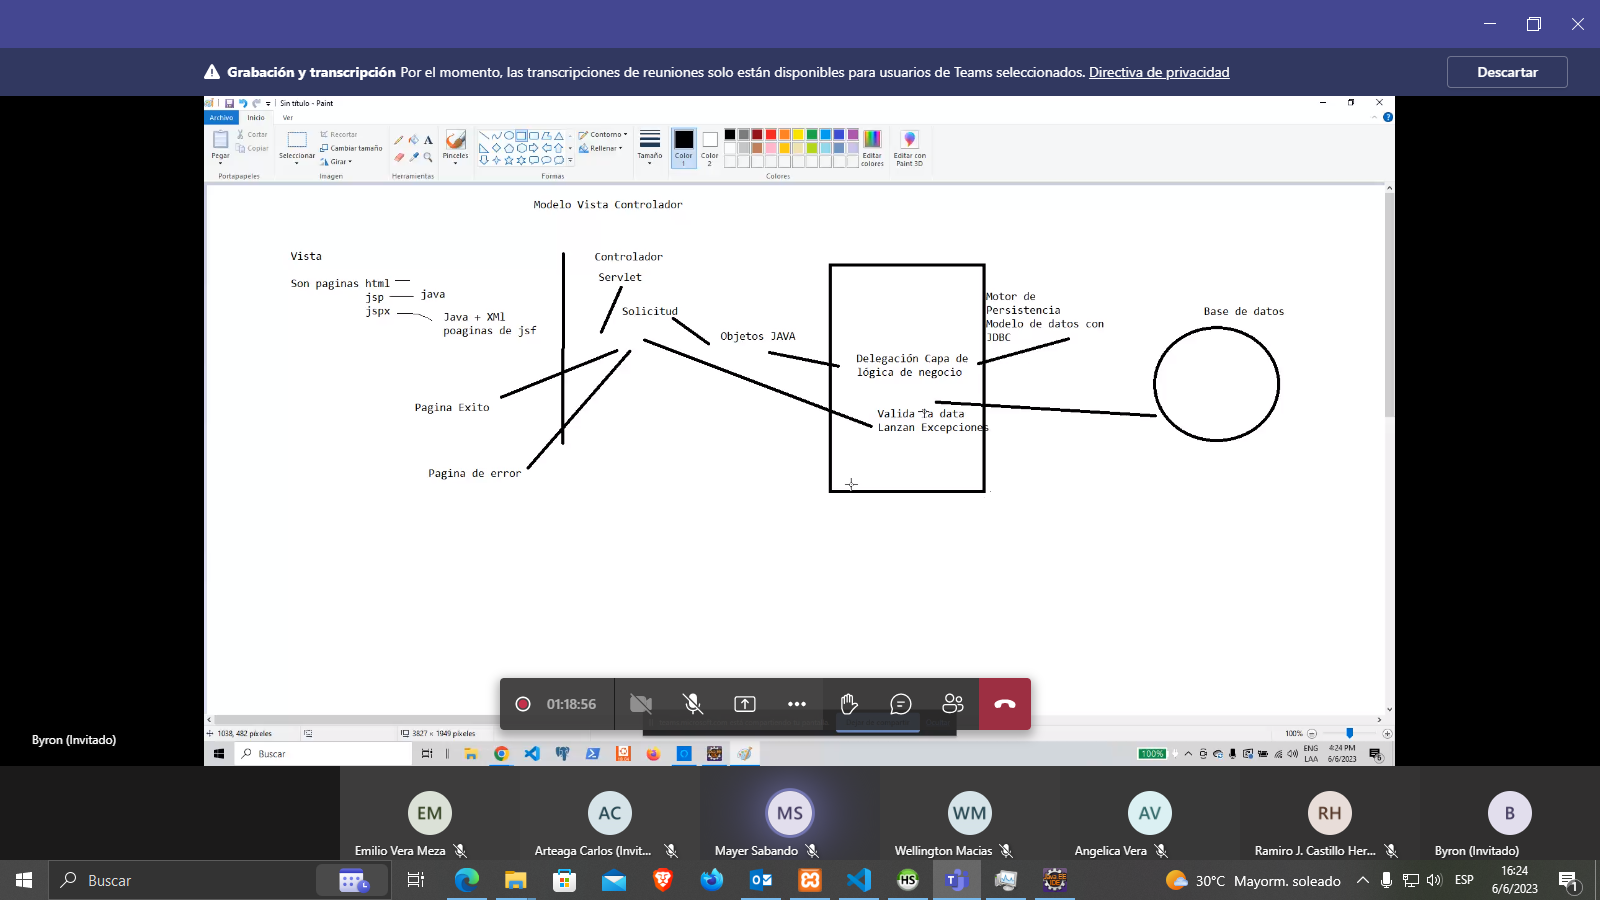 Grabación y transcripción Por el momento, las transcripciones de reuniones solo están disponibles para usuarios de Teams seleccionados. Directiva de privacidad
Descartar
Sin título - Paint
Archivo
Inicio
Ver
Pegar
Cortar
Copiar
Portapapeles
Seleccionar
Recortar
Cambiar tamaño
Girar
Imagen
Herramientas
Pinceles
Contorno
Rellenar
Formas
Tamaño
Color 1
Color 2
Editar colores
Colores
Editar con Paint 3D
Modelo Vista Controlador
Vista
Son paginas html
jsp
java
jspx
Java + XMl
poaginas de jsf
Controlador
Servlet
Solicitud
Objetos JAVA
Pagina Exito
Pagina de error
Delegación Capa de
lógica de negocio
Valida la data
Lanzan Excepciones
Motor de
Persistencia
Modelo de datos con
JDBC
Base de datos
01:18:56
1038, 482 píxeles
3827 × 1949 píxeles
100%
Buscar
100%
ENG
LAA
4:24 PM
6/6/2023
Byron (Invitado)
EM
Emilio Vera Meza
AC
Arteaga Carlos (Invit...
MS
Mayer Sabando
WM
Wellington Macias
AV
Angelica Vera
RH
Ramiro J. Castillo Her...
B
Byron (Invitado)
Buscar
30°C Mayorm. soleado
ESP
16:24
6/6/2023
1